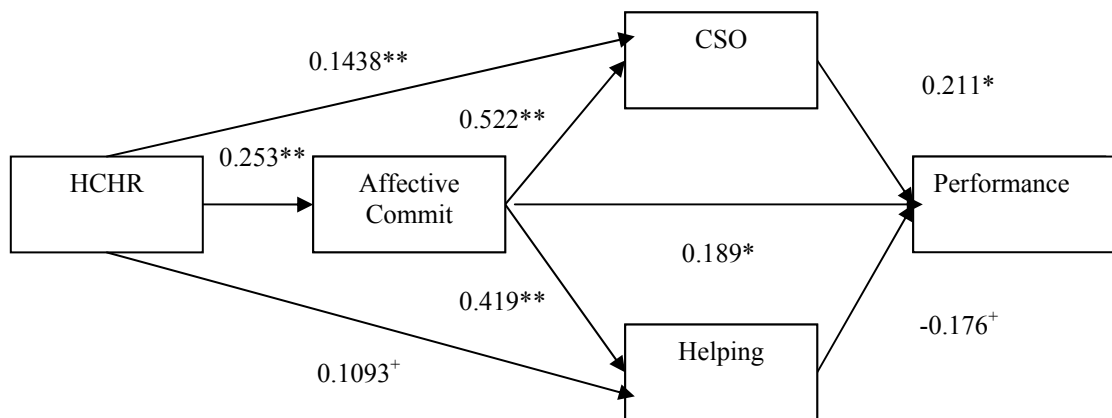 CSO
0.1438**
0.211*
0.522**
0.253**
HCHR
Affective
Commit
Performance
0.189*
0.419**
-0.176+
Helping
0.1093+